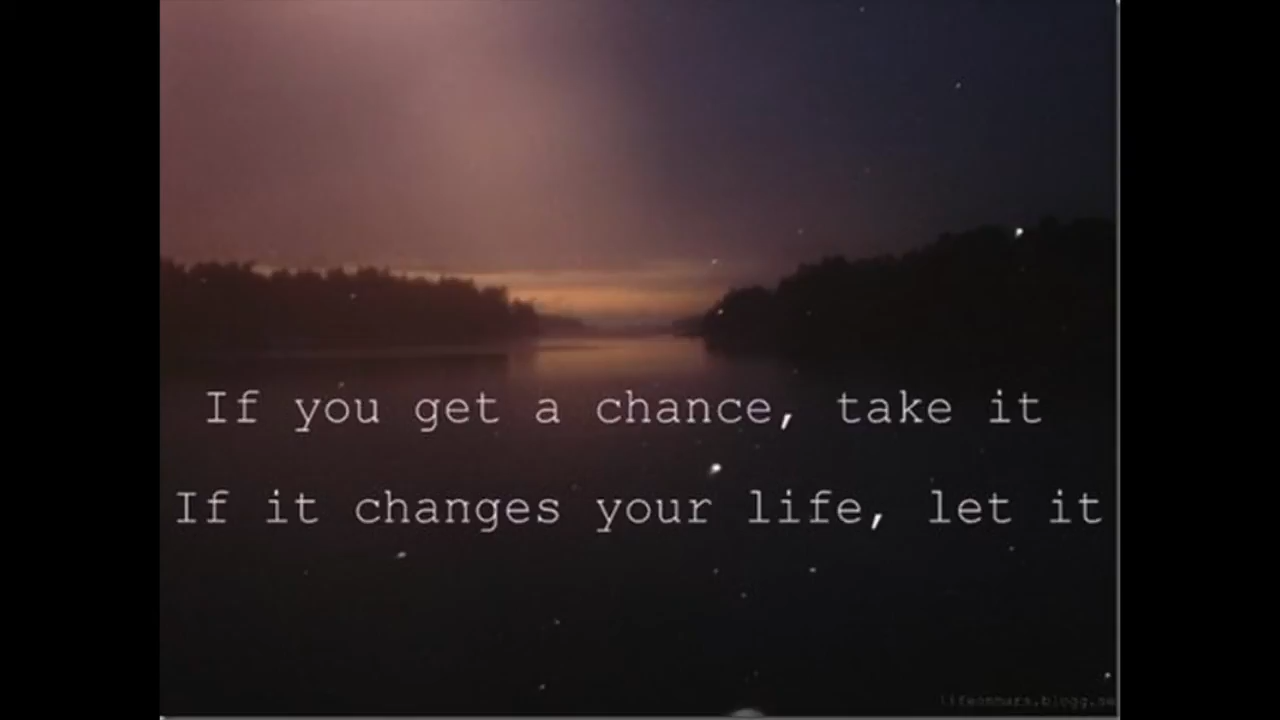 If you get a chance, take it
If it changes your life, let it